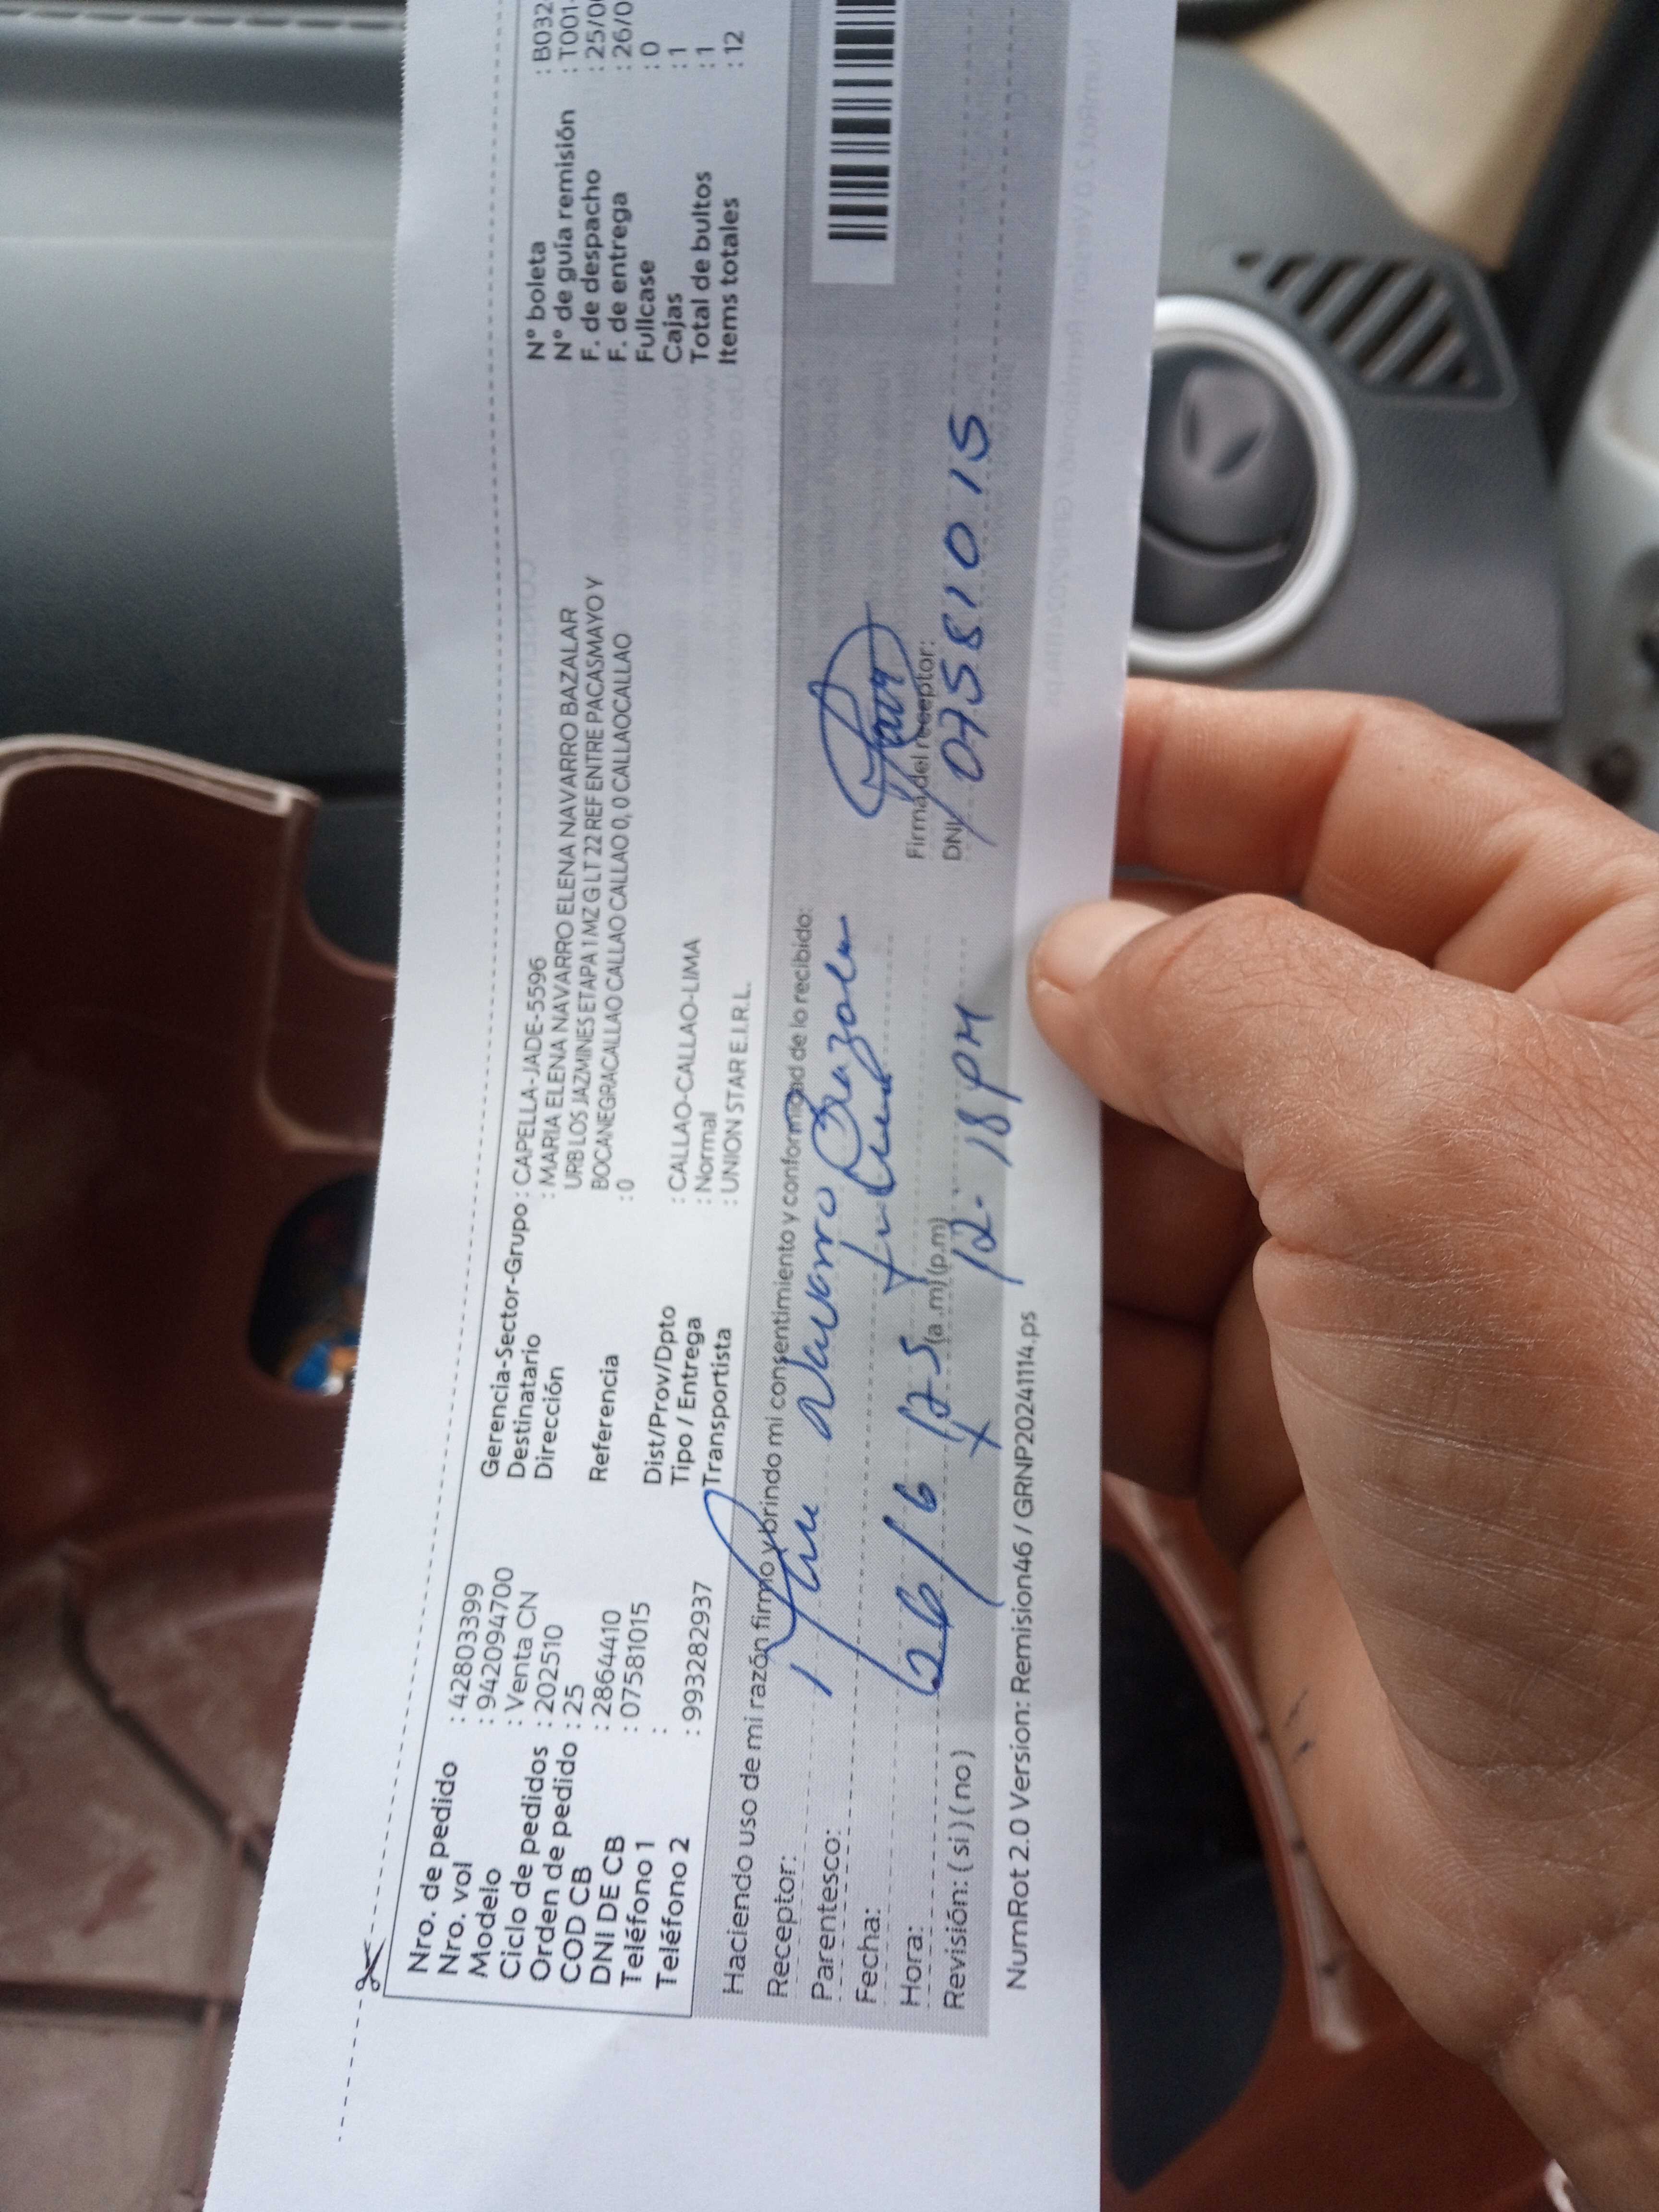 Nro. de pedido : 42803399
Nro. vol : 942094700
Modelo : Venta CN
Ciclo de pedidos : 202510
Orden de pedido : 25
COD CB : 2864410
DNI DE CB : 07581015
Teléfono 1 :
Teléfono 2 : 993282937
Gerencia-Sector-Grupo : CAPELLA-JADE-5596
Destinatario : MARIA ELENA NAVARRO ELENA NAVARRO BAZALAR
Dirección URB LOS JAZMINES ETAPA 1 MZ G LT 22 REF ENTRE PACASMAYO Y
BOCANEGRACALLAO CALLAO CALLAO 0, 0 CALLAOCALLAO
Referencia : 0
Dist/Prov/Dpto : CALLAO-CALLAO-LIMA
Tipo / Entrega : Normal
Transportista : UNION STAR E.I.R.L.
N° boleta : B032
N° de guía remisión : T001-
F. de despacho : 25/0
F. de entrega : 26/0
Fullcase : 0
Cajas : 1
Total de bultos : 1
Items totales : 12
Haciendo uso de mi razón firmo y brindo mi consentimiento y conformidad de lo recibido:
Receptor: Navarro
Parentesco:
Fecha: 26/6/25
Hora: (a.m) (p.m) 12:18 PM
Revisión: ( si ) ( no )
Firma del receptor:
DNI 07581015
NumRot 2.0 Version: Remision46 / GRNP20241114.ps